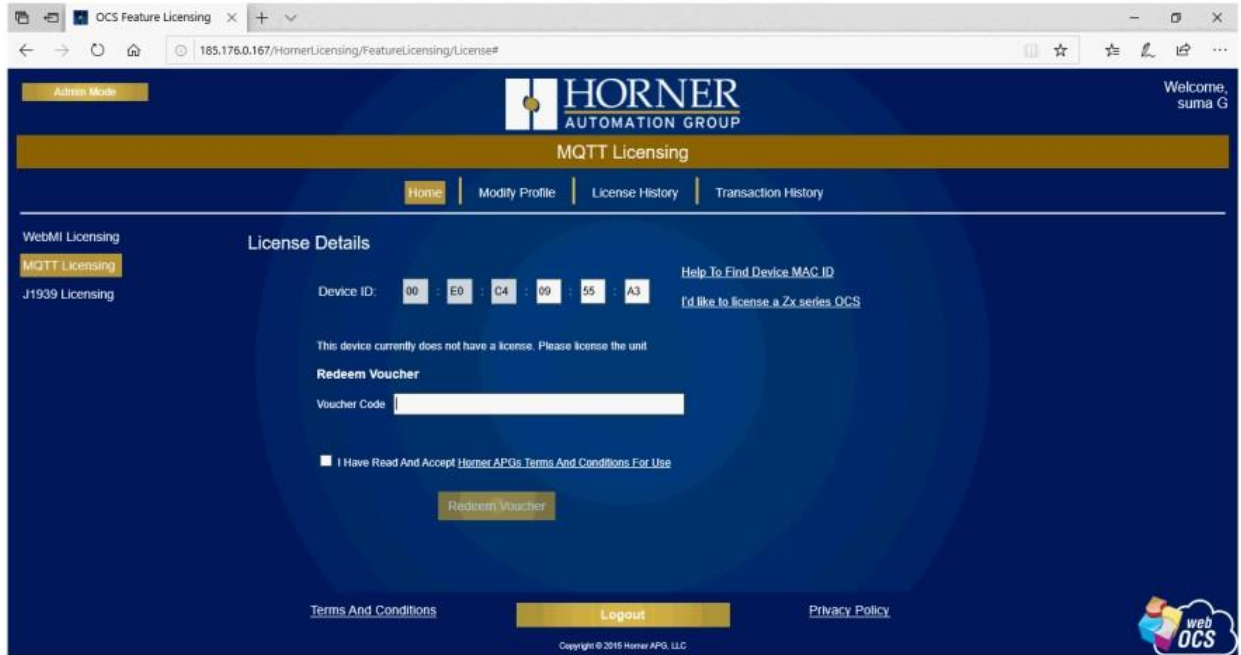 OCS Feature Licensing
185.176.0.167/HornerLicensing/FeatureLicensing/License#
Admin Mode
HORNER
AUTOMATION GROUP
Welcome,
suma G
MQTT Licensing
Home Modify Profile License History Transaction History
WebMI Licensing
MQTT Licensing
J1939 Licensing
License Details
Device ID: 00 : E0 : C4 : 09 : 55 : A3
Help To Find Device MAC ID
I'd like to license a Zx series OCS
This device currently does not have a license. Please license the unit
Redeem Voucher
Voucher Code
I Have Read And Accept Horner APGs Terms And Conditions For Use
Redeem Voucher
Terms And Conditions Logout Privacy Policy
Copyright © 2015 Horner APG, LLC
web
OCS